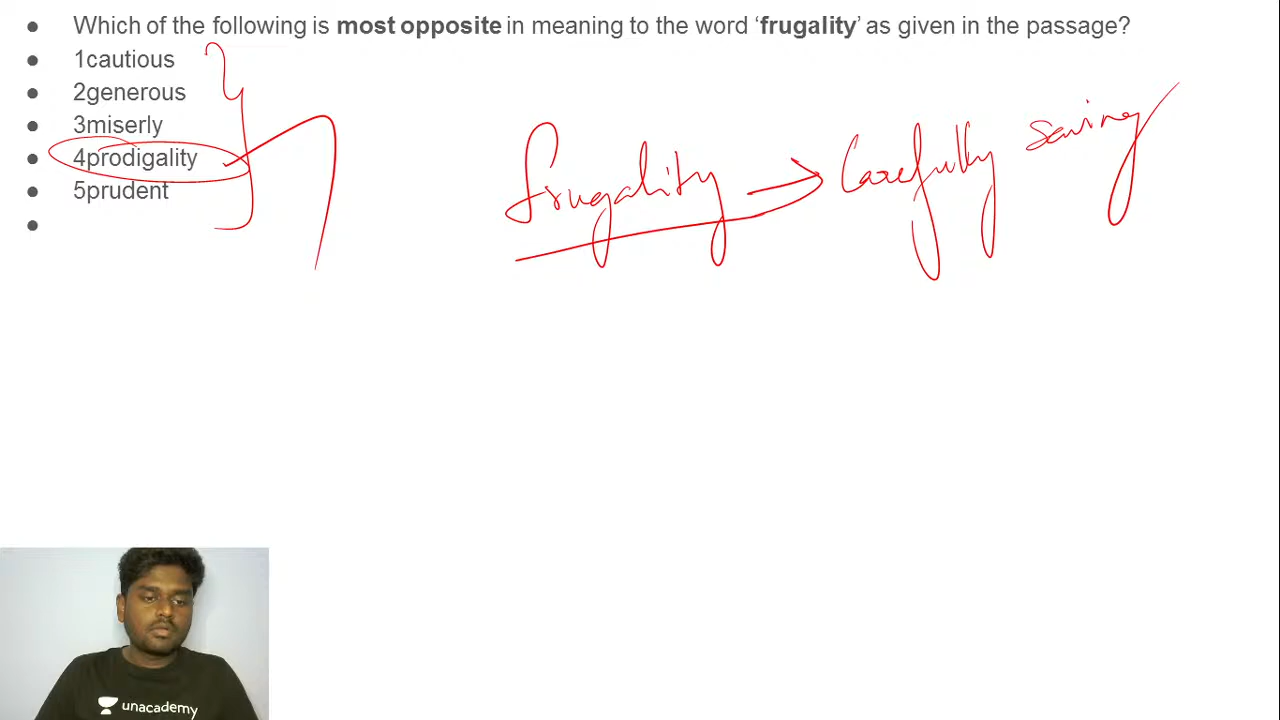 ● Which of the following is most opposite in meaning to the word ‘frugality’ as given in the passage?
● 1cautious
● 2generous
● 3miserly
● 4prodigality
● 5prudent
●
frugality → Carefully saving
unacademy